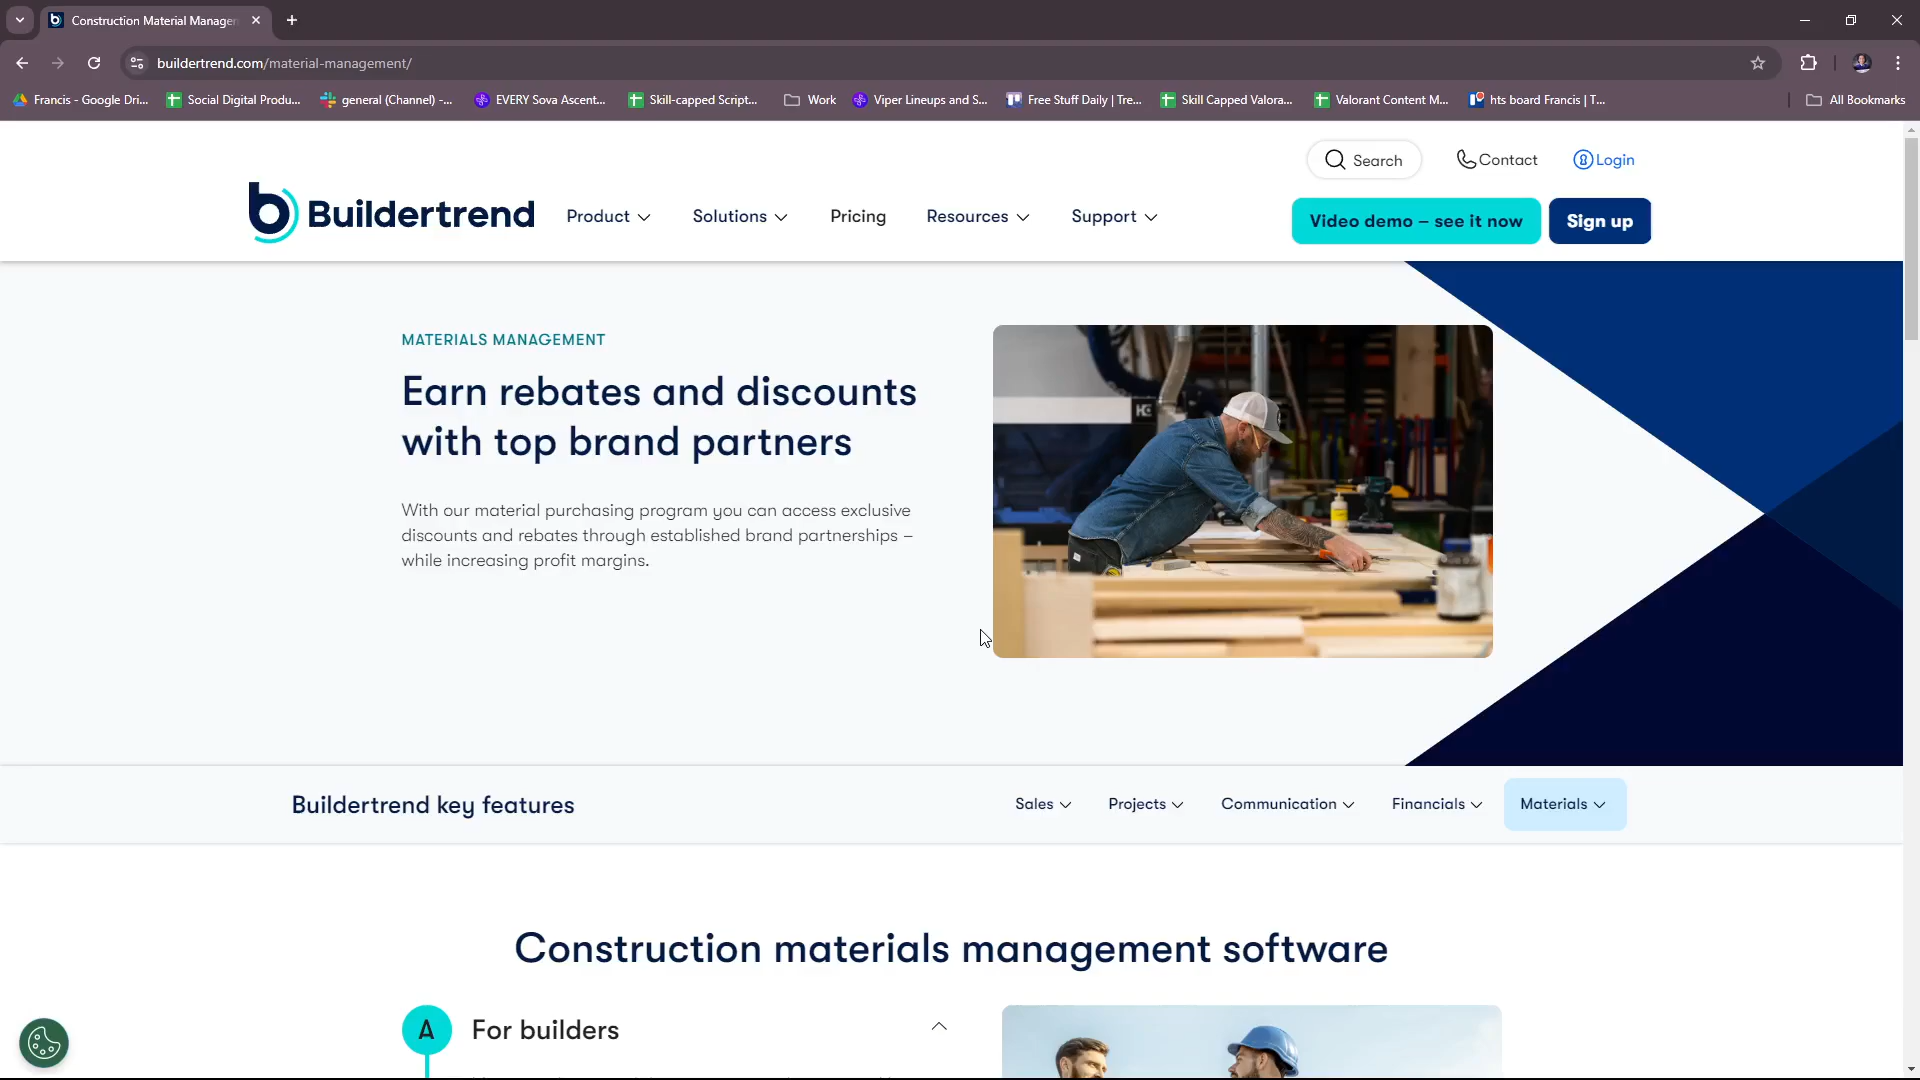 Construction Material Manager
buildertrend.com/material-management/
Francis - Google Dri...
Social Digital Produ...
general (Channel) -...
EVERY Sova Ascent...
Skill-capped Script...
Work
Viper Lineups and S...
Free Stuff Daily | Tre...
Skill Capped Valora...
Valorant Content M...
hts board Francis | T...
All Bookmarks
Search
Contact
Login
Buildertrend
Product
Solutions
Pricing
Resources
Support
Video demo – see it now
Sign up
MATERIALS MANAGEMENT
Earn rebates and discounts
with top brand partners
With our material purchasing program you can access exclusive
discounts and rebates through established brand partnerships –
while increasing profit margins.
Buildertrend key features
Sales
Projects
Communication
Financials
Materials
Construction materials management software
A
For builders